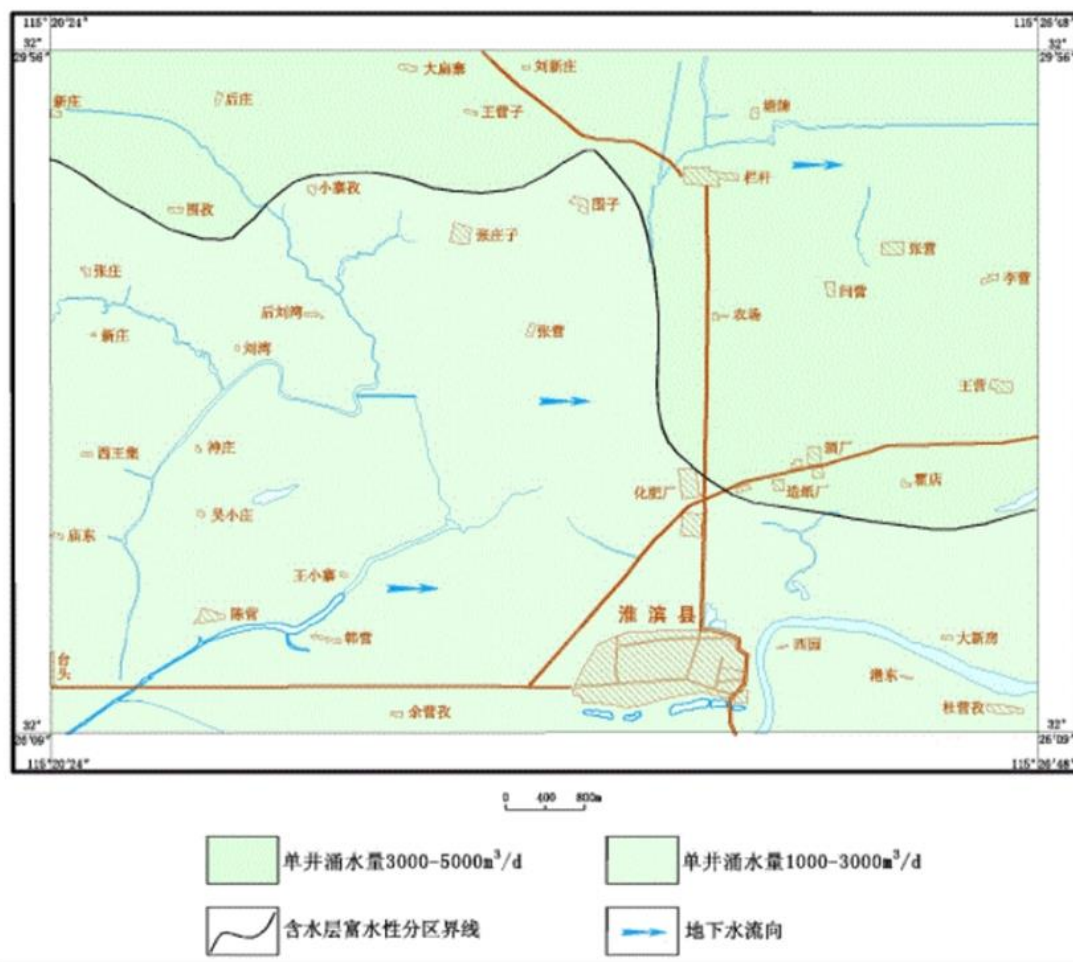 115°20′24″
115°26′48″
32°
29′56″
32°
29′56″
大扇寨
刘新庄
新庄
后庄
王营子
塘湖
栏杆
小寨孜
围孜
围子
张庄子
张营
张庄
闫营
李营
后刘湾
农场
新庄
张营
刘湾
王营
酒厂
西王集
神庄
化肥厂
造纸厂
霍店
吴小庄
庙东
王小寨
陈营
淮滨县
韩营
西园
大新房
台头
港东
余营孜
杜营孜
32°
26′09″
32°
26′09″
115°20′24″
115°26′48″
0 400 800m
单井涌水量3000-5000m³/d
单井涌水量1000-3000m³/d
含水层富水性分区界线
地下水流向